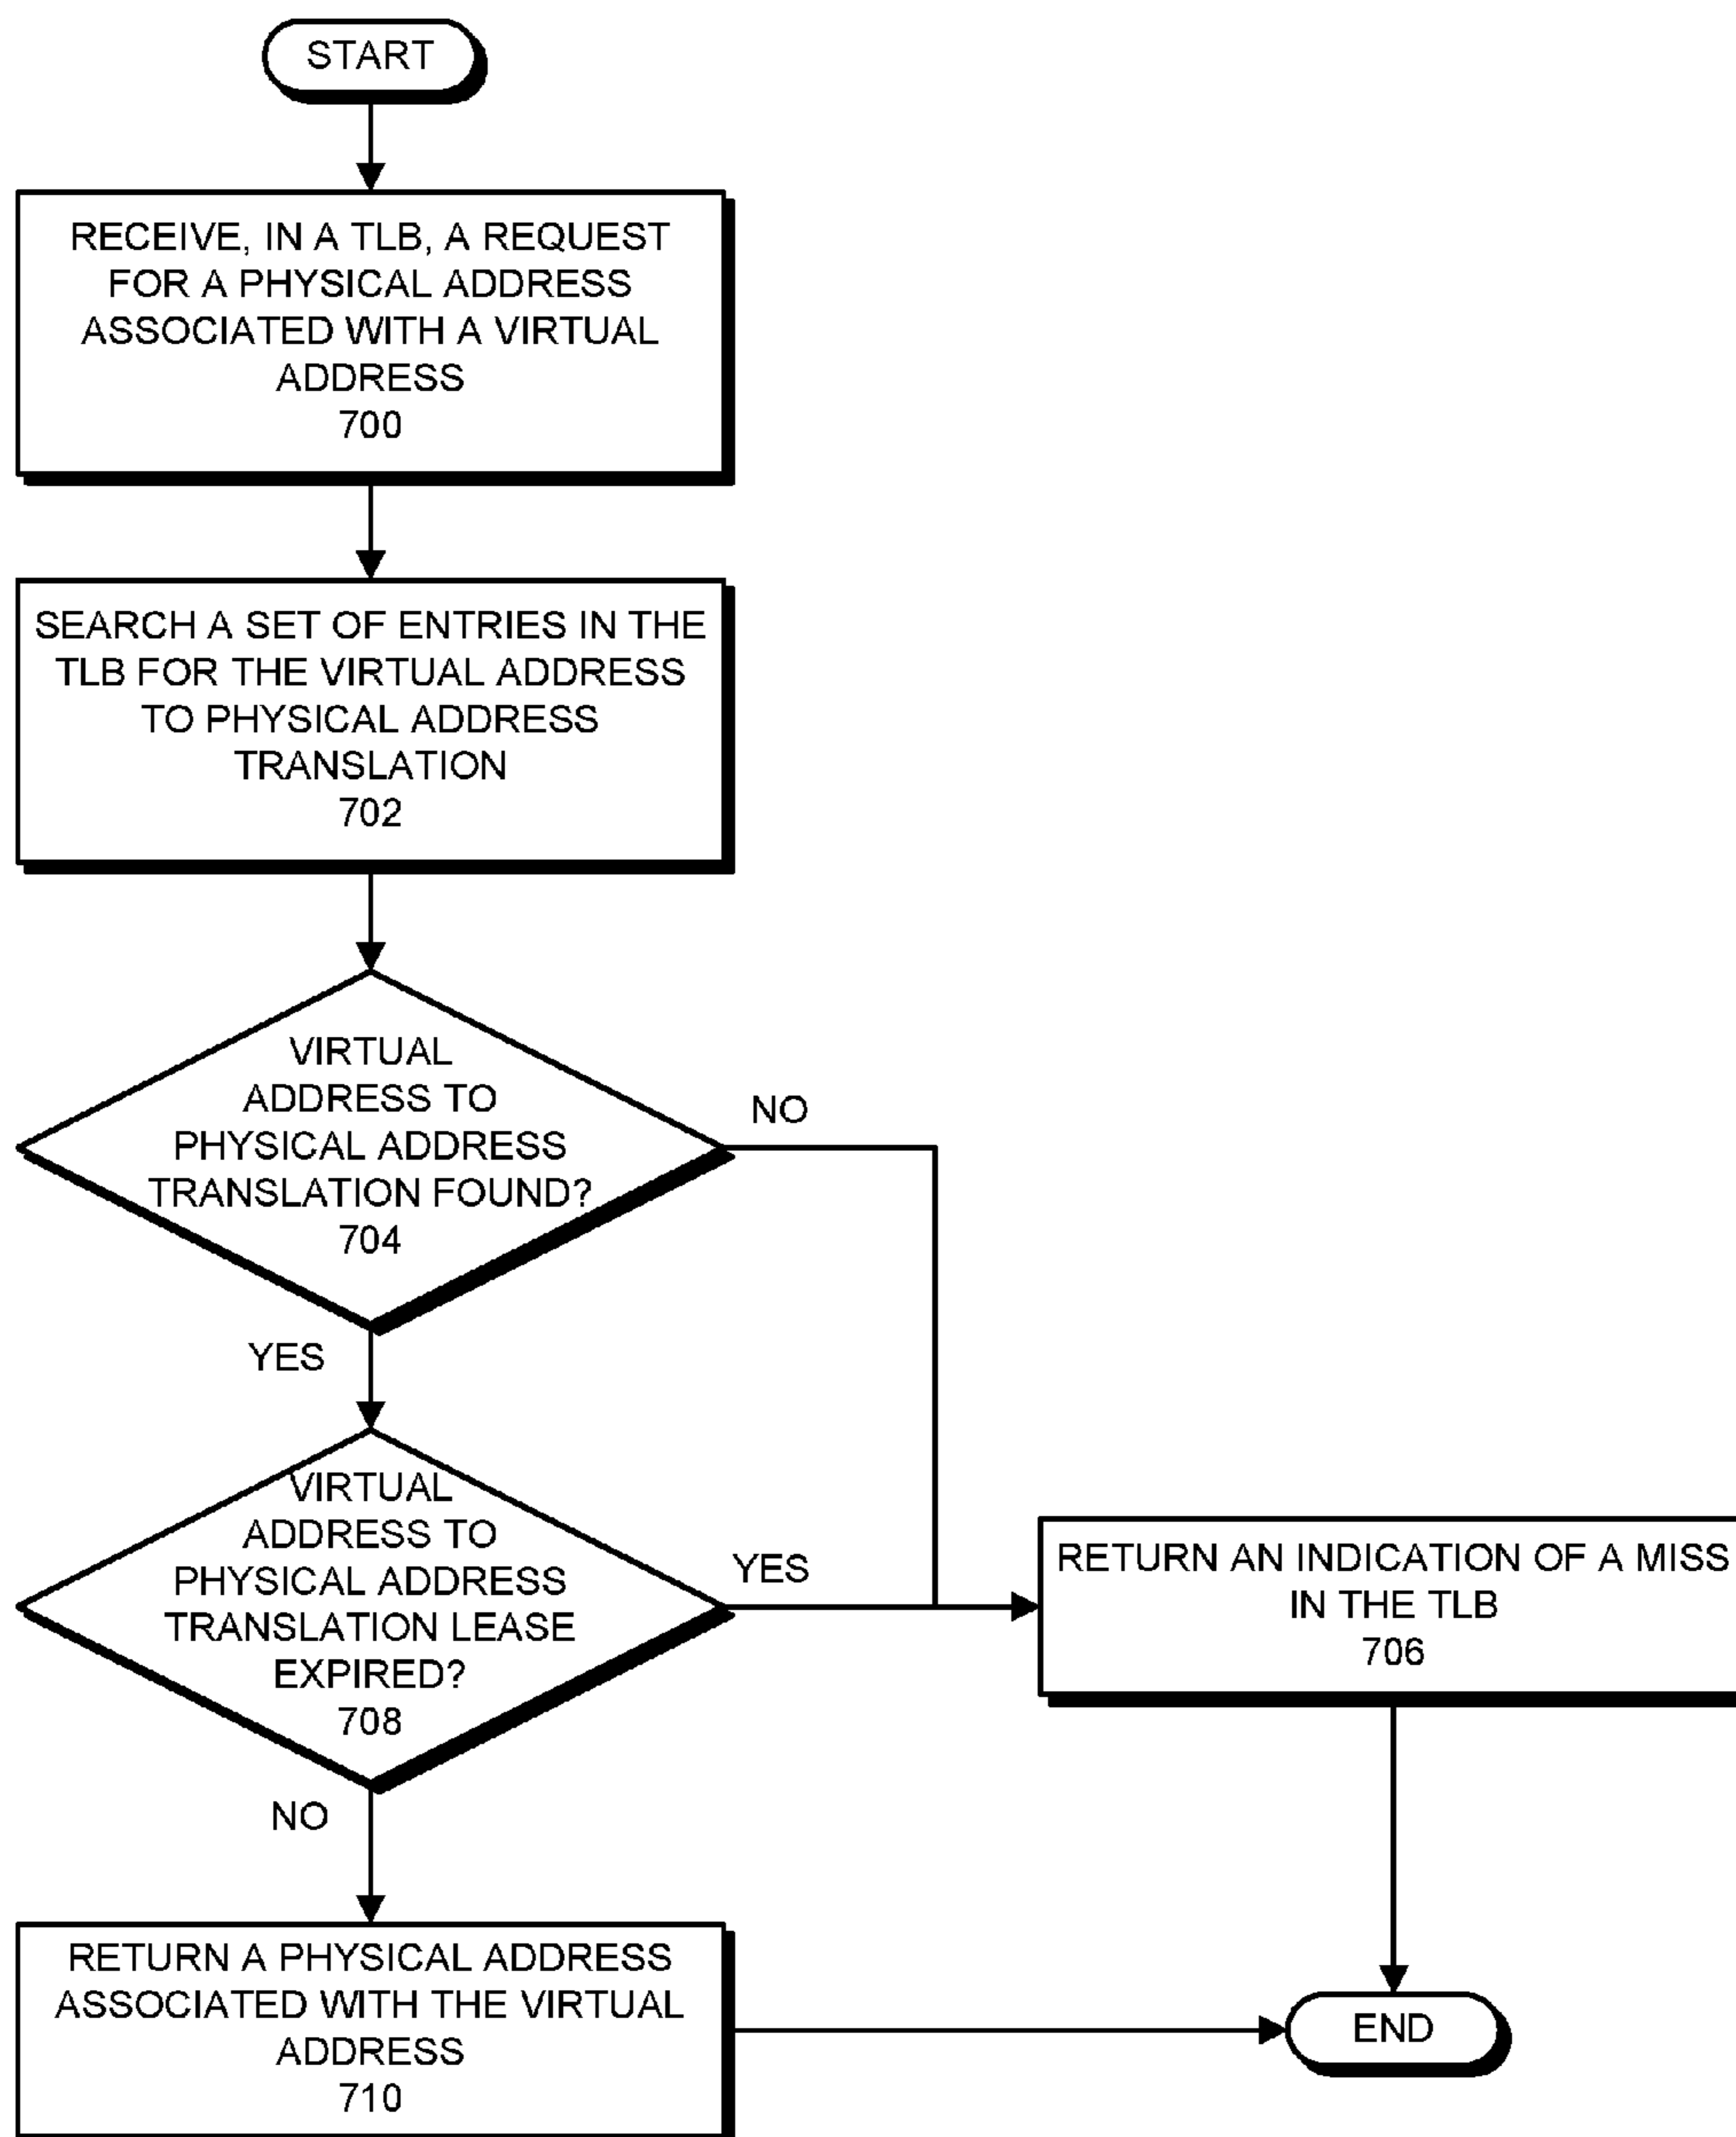 START
RECEIVE, IN A TLB, A REQUEST
FOR A PHYSICAL ADDRESS
ASSOCIATED WITH A VIRTUAL
ADDRESS
700
SEARCH A SET OF ENTRIES IN THE
TLB FOR THE VIRTUAL ADDRESS
TO PHYSICAL ADDRESS
TRANSLATION
702
VIRTUAL
ADDRESS TO
PHYSICAL ADDRESS
TRANSLATION FOUND?
704
NO
YES
VIRTUAL
ADDRESS TO
PHYSICAL ADDRESS
TRANSLATION LEASE
EXPIRED?
708
YES
RETURN AN INDICATION OF A MISS
IN THE TLB
706
NO
RETURN A PHYSICAL ADDRESS
ASSOCIATED WITH THE VIRTUAL
ADDRESS
710
END